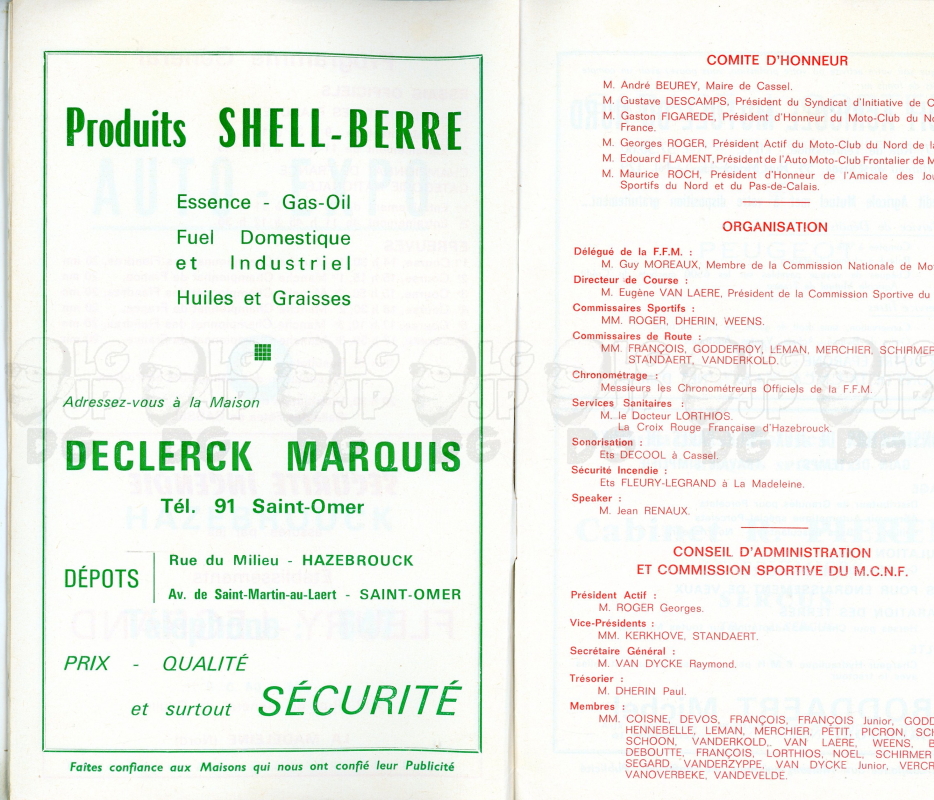 Produits SHELL-BERRE
Essence - Gas-Oil
Fuel Domestique
et Industriel
Huiles et Graisses
Adressez-vous à la Maison
DECLERCK MARQUIS
Tél. 91 Saint-Omer
DÉPOTS
Rue du Milieu - HAZEBROUCK
Av. de Saint-Martin-au-Laert - SAINT-OMER
PRIX - QUALITÉ
et surtout SÉCURITÉ
Faites confiance aux Maisons qui nous ont confié leur Publicité
COMITE D'HONNEUR
M. André BEUREY, Maire de Cassel.
M. Gustave DESCAMPS, Président du Syndicat d'Initiative de C
M. Gaston FIGAREDE, Président d'Honneur du Moto-Club du No
France.
M. Georges ROGER, Président Actif du Moto-Club du Nord de la
M. Edouard FLAMENT, Président de l'Auto Moto-Club Frontalier de M
M. Maurice ROCH, Président d'Honneur de l'Amicale des Jou
Sportifs du Nord et du Pas-de-Calais.
ORGANISATION
Délégué de la F.F.M. :
M. Guy MOREAUX, Membre de la Commission Nationale de Mo
Directeur de Course :
M. Eugène VAN LAERE, Président de la Commission Sportive du
Commissaires Sportifs :
MM. ROGER, DHERIN, WEENS.
Commissaires de Route :
MM. FRANÇOIS, GODDEFROY, LEMAN, MERCHIER, SCHIRMER
STANDAERT, VANDERKOLD.
Chronométrage :
Messieurs les Chronométreurs Officiels de la F.F.M.
Services Sanitaires :
M. le Docteur LORTHIOS.
La Croix Rouge Française d'Hazebrouck.
Sonorisation :
Ets DECOOL à Cassel.
Sécurité Incendie :
Ets FLEURY-LEGRAND à La Madeleine.
Speaker :
M. Jean RENAUX.
CONSEIL D'ADMINISTRATION
ET COMMISSION SPORTIVE DU M.C.N.F.
Président Actif :
M. ROGER Georges.
Vice-Présidents :
MM. KERKHOVE, STANDAERT.
Secrétaire Général :
M. VAN DYCKE Raymond.
Trésorier :
M. DHERIN Paul.
Membres :
MM. COISNE, DEVOS, FRANÇOIS, FRANÇOIS Junior, GODD
HENNEBELLE, LEMAN, MERCHIER, PETIT, PICRON, SCH
SCHOON, VANDERKOLD, VAN LAERE, WEENS, B
DEBOUTTE, FRANÇOIS, LORTHIOS, NOEL, SCHIRMER
SEGARD, VANDERZYPPE, VAN DYCKE Junior, VERCR
VANOVERBEKE, VANDEVELDE.